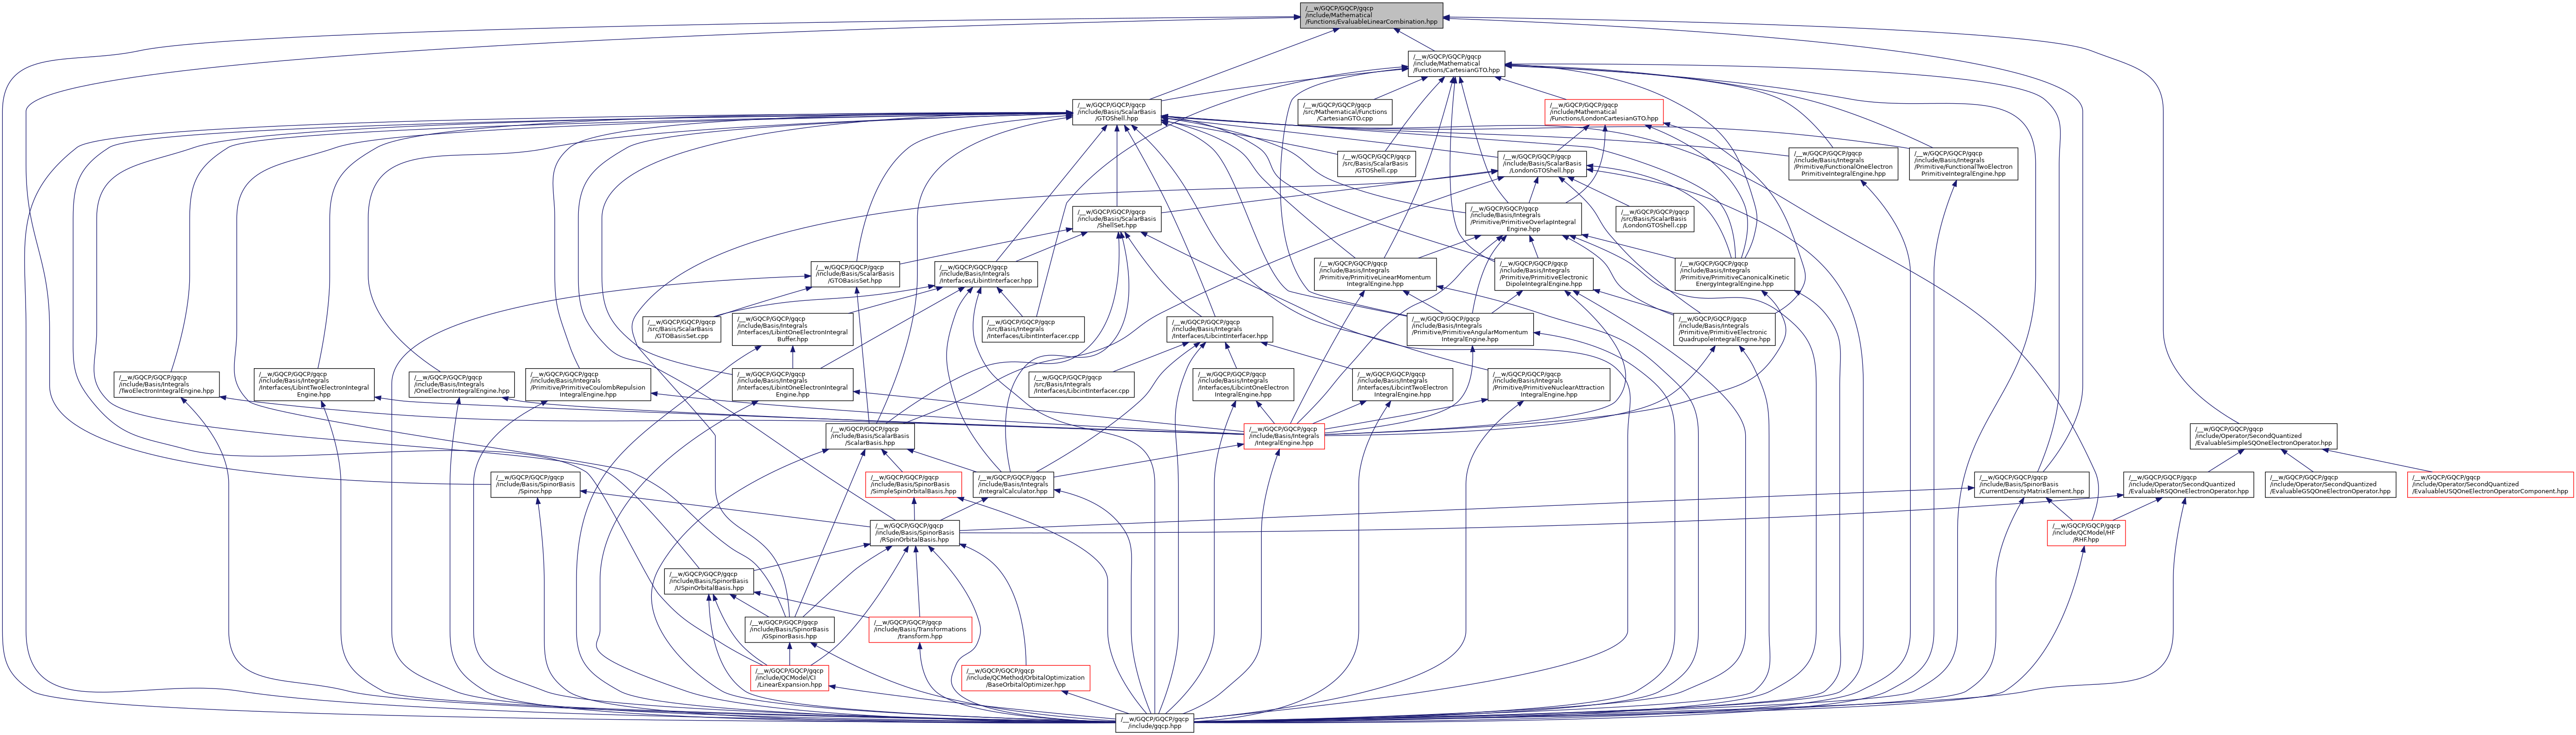 /__w/GQCP/GQCP/gqcp
/include/Mathematical
/Functions/EvaluableLinearCombination.hpp
/__w/GQCP/GQCP/gqcp
/include/Mathematical
/Functions/CartesianGTO.hpp
/__w/GQCP/GQCP/gqcp
/include/Basis/ScalarBasis
/GTOShell.hpp
/__w/GQCP/GQCP/gqcp
/src/Mathematical/Functions
/CartesianGTO.cpp
/__w/GQCP/GQCP/gqcp
/include/Mathematical
/Functions/LondonCartesianGTO.hpp
/__w/GQCP/GQCP/gqcp
/src/Basis/ScalarBasis
/GTOShell.cpp
/__w/GQCP/GQCP/gqcp
/include/Basis/ScalarBasis
/LondonGTOShell.hpp
/__w/GQCP/GQCP/gqcp
/include/Basis/Integrals
/Primitive/FunctionalOneElectron
PrimitiveIntegralEngine.hpp
/__w/GQCP/GQCP/gqcp
/include/Basis/Integrals
/Primitive/FunctionalTwoElectron
PrimitiveIntegralEngine.hpp
/__w/GQCP/GQCP/gqcp
/include/Basis/ScalarBasis
/ShellSet.hpp
/__w/GQCP/GQCP/gqcp
/include/Basis/Integrals
/Primitive/PrimitiveOverlapIntegral
Engine.hpp
/__w/GQCP/GQCP/gqcp
/src/Basis/ScalarBasis
/LondonGTOShell.cpp
/__w/GQCP/GQCP/gqcp
/include/Basis/ScalarBasis
/GTOBasisSet.hpp
/__w/GQCP/GQCP/gqcp
/include/Basis/Integrals
/Interfaces/LibintInterfacer.hpp
/__w/GQCP/GQCP/gqcp
/include/Basis/Integrals
/Primitive/PrimitiveLinearMomentum
IntegralEngine.hpp
/__w/GQCP/GQCP/gqcp
/include/Basis/Integrals
/Primitive/PrimitiveElectronic
DipoleIntegralEngine.hpp
/__w/GQCP/GQCP/gqcp
/include/Basis/Integrals
/Primitive/PrimitiveCanonicalKinetic
EnergyIntegralEngine.hpp
/__w/GQCP/GQCP/gqcp
/src/Basis/ScalarBasis
/GTOBasisSet.cpp
/__w/GQCP/GQCP/gqcp
/include/Basis/Integrals
/Interfaces/LibintOneElectronIntegral
Buffer.hpp
/__w/GQCP/GQCP/gqcp
/src/Basis/Integrals
/Interfaces/LibintInterfacer.cpp
/__w/GQCP/GQCP/gqcp
/include/Basis/Integrals
/Interfaces/LibcintInterfacer.hpp
/__w/GQCP/GQCP/gqcp
/include/Basis/Integrals
/Primitive/PrimitiveAngularMomentum
IntegralEngine.hpp
/__w/GQCP/GQCP/gqcp
/include/Basis/Integrals
/Primitive/PrimitiveElectronic
QuadrupoleIntegralEngine.hpp
/__w/GQCP/GQCP/gqcp
/include/Basis/Integrals
/TwoElectronIntegralEngine.hpp
/__w/GQCP/GQCP/gqcp
/include/Basis/Integrals
/Interfaces/LibintTwoElectronIntegral
Engine.hpp
/__w/GQCP/GQCP/gqcp
/include/Basis/Integrals
/OneElectronIntegralEngine.hpp
/__w/GQCP/GQCP/gqcp
/include/Basis/Integrals
/Primitive/PrimitiveCoulombRepulsion
IntegralEngine.hpp
/__w/GQCP/GQCP/gqcp
/include/Basis/Integrals
/Interfaces/LibintOneElectronIntegral
Engine.hpp
/__w/GQCP/GQCP/gqcp
/src/Basis/Integrals
/Interfaces/LibcintInterfacer.cpp
/__w/GQCP/GQCP/gqcp
/include/Basis/Integrals
/Interfaces/LibcintOneElectron
IntegralEngine.hpp
/__w/GQCP/GQCP/gqcp
/include/Basis/Integrals
/Interfaces/LibcintTwoElectron
IntegralEngine.hpp
/__w/GQCP/GQCP/gqcp
/include/Basis/Integrals
/Primitive/PrimitiveNuclearAttraction
IntegralEngine.hpp
/__w/GQCP/GQCP/gqcp
/include/Basis/ScalarBasis
/ScalarBasis.hpp
/__w/GQCP/GQCP/gqcp
/include/Basis/Integrals
/IntegralEngine.hpp
/__w/GQCP/GQCP/gqcp
/include/Operator/SecondQuantized
/EvaluableSimpleSQOneElectronOperator.hpp
/__w/GQCP/GQCP/gqcp
/include/Basis/SpinorBasis
/Spinor.hpp
/__w/GQCP/GQCP/gqcp
/include/Basis/SpinorBasis
/SimpleSpinOrbitalBasis.hpp
/__w/GQCP/GQCP/gqcp
/include/Basis/Integrals
/IntegralCalculator.hpp
/__w/GQCP/GQCP/gqcp
/include/Basis/SpinorBasis
/CurrentDensityMatrixElement.hpp
/__w/GQCP/GQCP/gqcp
/include/Operator/SecondQuantized
/EvaluableRSQOneElectronOperator.hpp
/__w/GQCP/GQCP/gqcp
/include/Operator/SecondQuantized
/EvaluableGSQOneElectronOperator.hpp
/__w/GQCP/GQCP/gqcp
/include/Operator/SecondQuantized
/EvaluableUSQOneElectronOperatorComponent.hpp
/__w/GQCP/GQCP/gqcp
/include/Basis/SpinorBasis
/RSpinOrbitalBasis.hpp
/__w/GQCP/GQCP/gqcp
/include/QCModel/HF
/RHF.hpp
/__w/GQCP/GQCP/gqcp
/include/Basis/SpinorBasis
/USpinOrbitalBasis.hpp
/__w/GQCP/GQCP/gqcp
/include/Basis/SpinorBasis
/GSpinorBasis.hpp
/__w/GQCP/GQCP/gqcp
/include/Basis/Transformations
/transform.hpp
/__w/GQCP/GQCP/gqcp
/include/QCModel/CI
/LinearExpansion.hpp
/__w/GQCP/GQCP/gqcp
/include/QCMethod/OrbitalOptimization
/BaseOrbitalOptimizer.hpp
/__w/GQCP/GQCP/gqcp
/include/gqcp.hpp